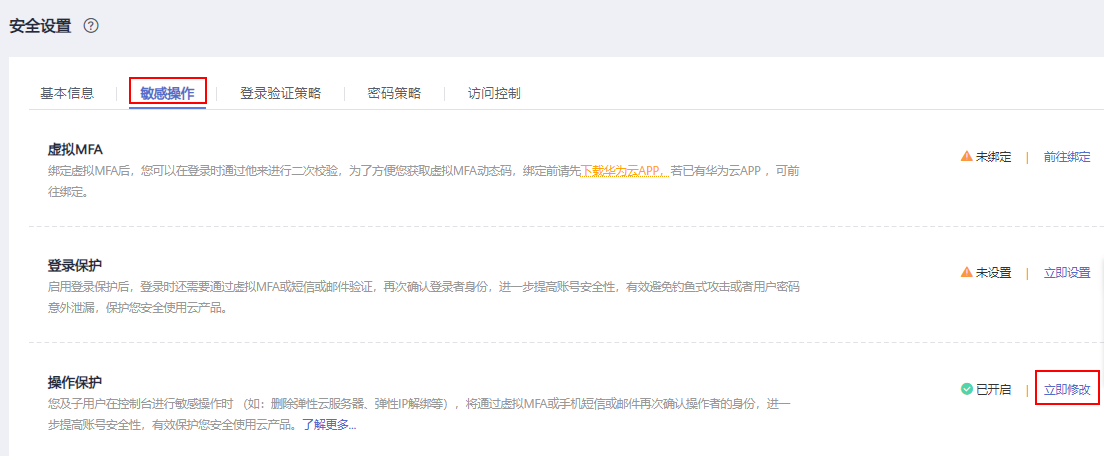 安全设置 ?
基本信息 | 敏感操作 | 登录验证策略 | 密码策略 | 访问控制
虚拟MFA
绑定虚拟MFA后，您可以在登录时通过他来进行二次校验，为了方便您获取虚拟MFA动态码，绑定前请先下载华为云APP，若已有华为云APP ，可前
往绑定。
未绑定 | 前往绑定
登录保护
启用登录保护后，登录时还需要通过虚拟MFA或短信或邮件验证，再次确认登录者身份，进一步提高账号安全性，有效避免钓鱼式攻击或者用户密码
意外泄漏，保护您安全使用云产品。
未设置 | 立即设置
操作保护
您及子用户在控制台进行敏感操作时 （如：删除弹性云服务器、弹性IP解绑等），将通过虚拟MFA或手机短信或邮件再次确认操作者的身份，进一
步提高账号安全性，有效保护您安全使用云产品。了解更多...
已开启 | 立即修改